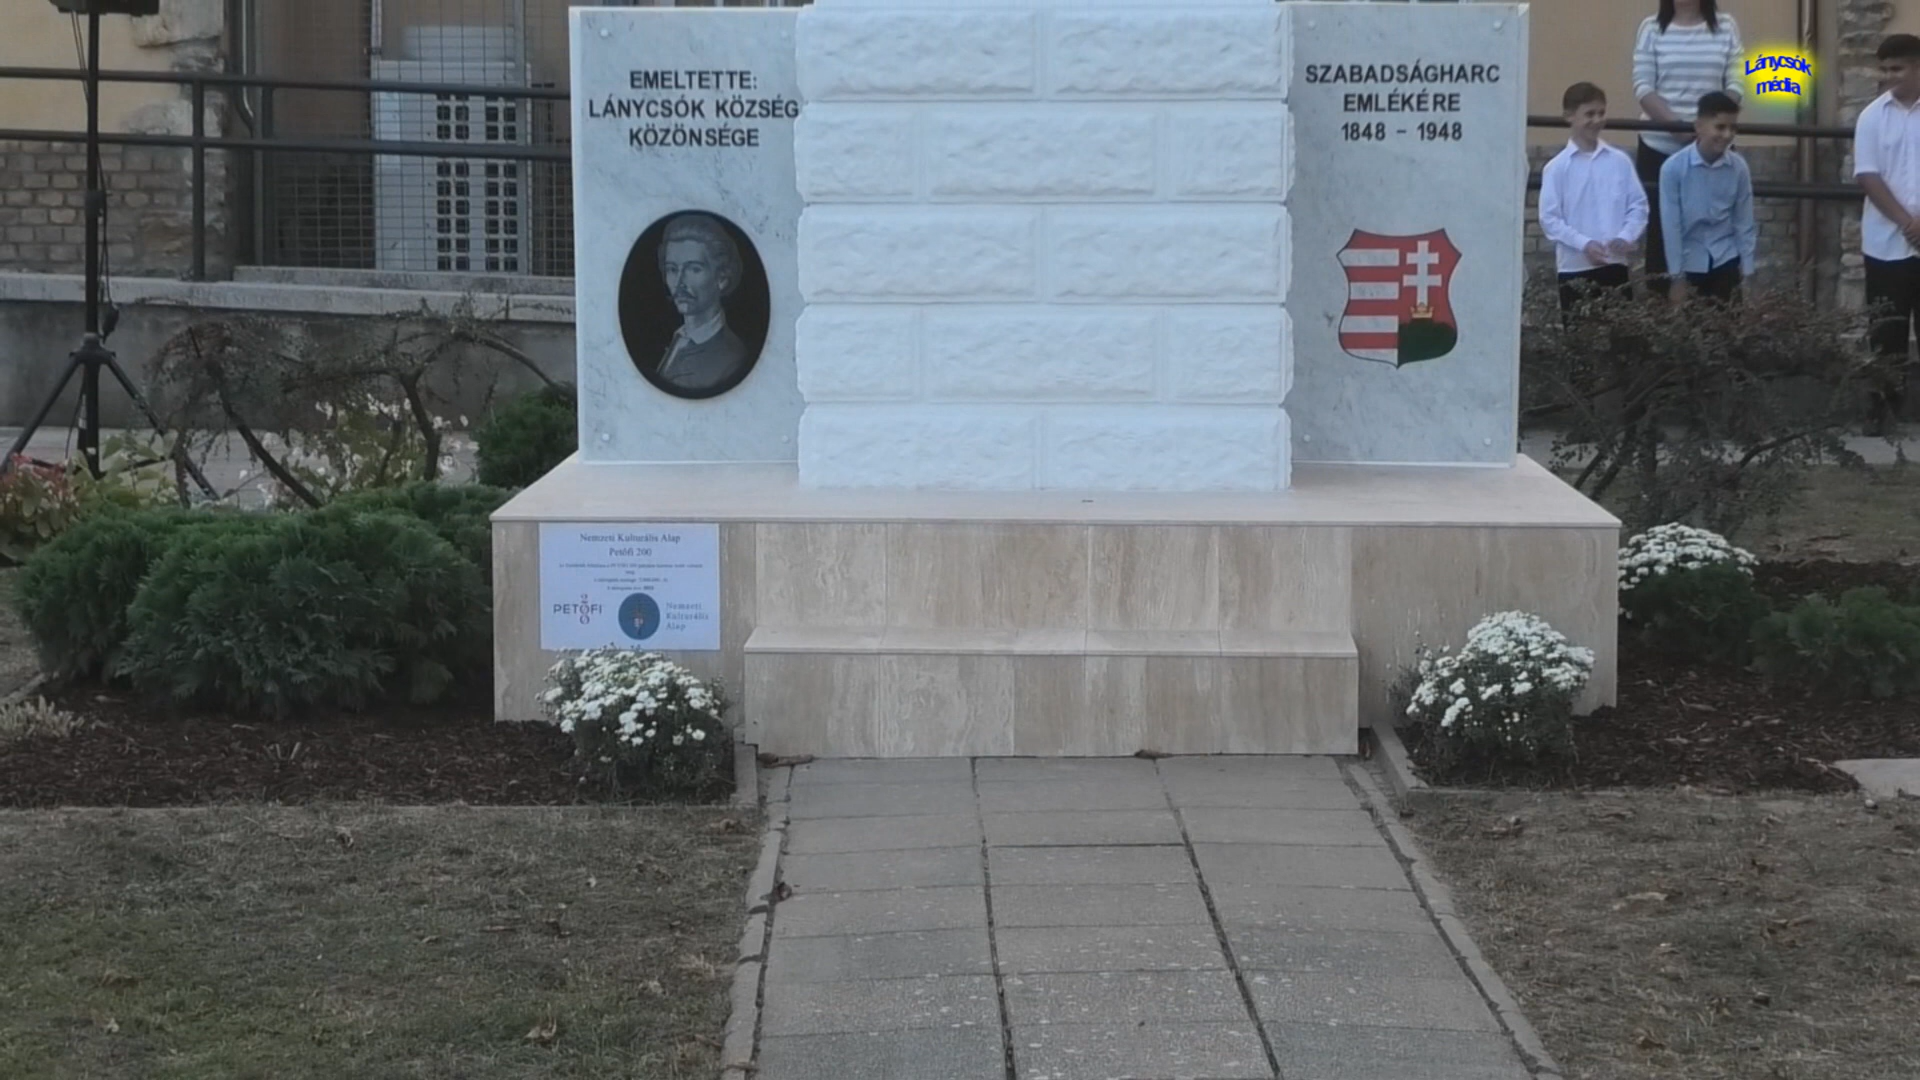 EMELTETTE:
LÁNYCSÓK KÖZSÉG
KÖZÖNSÉGE
SZABADSÁGHARC
EMLÉKÉRE
1848 - 1948
Lánycsók
média
Nemzeti Kulturális Alap
Petőfi 200
PETŐFI
200
Nemzeti
Kulturális
Alap